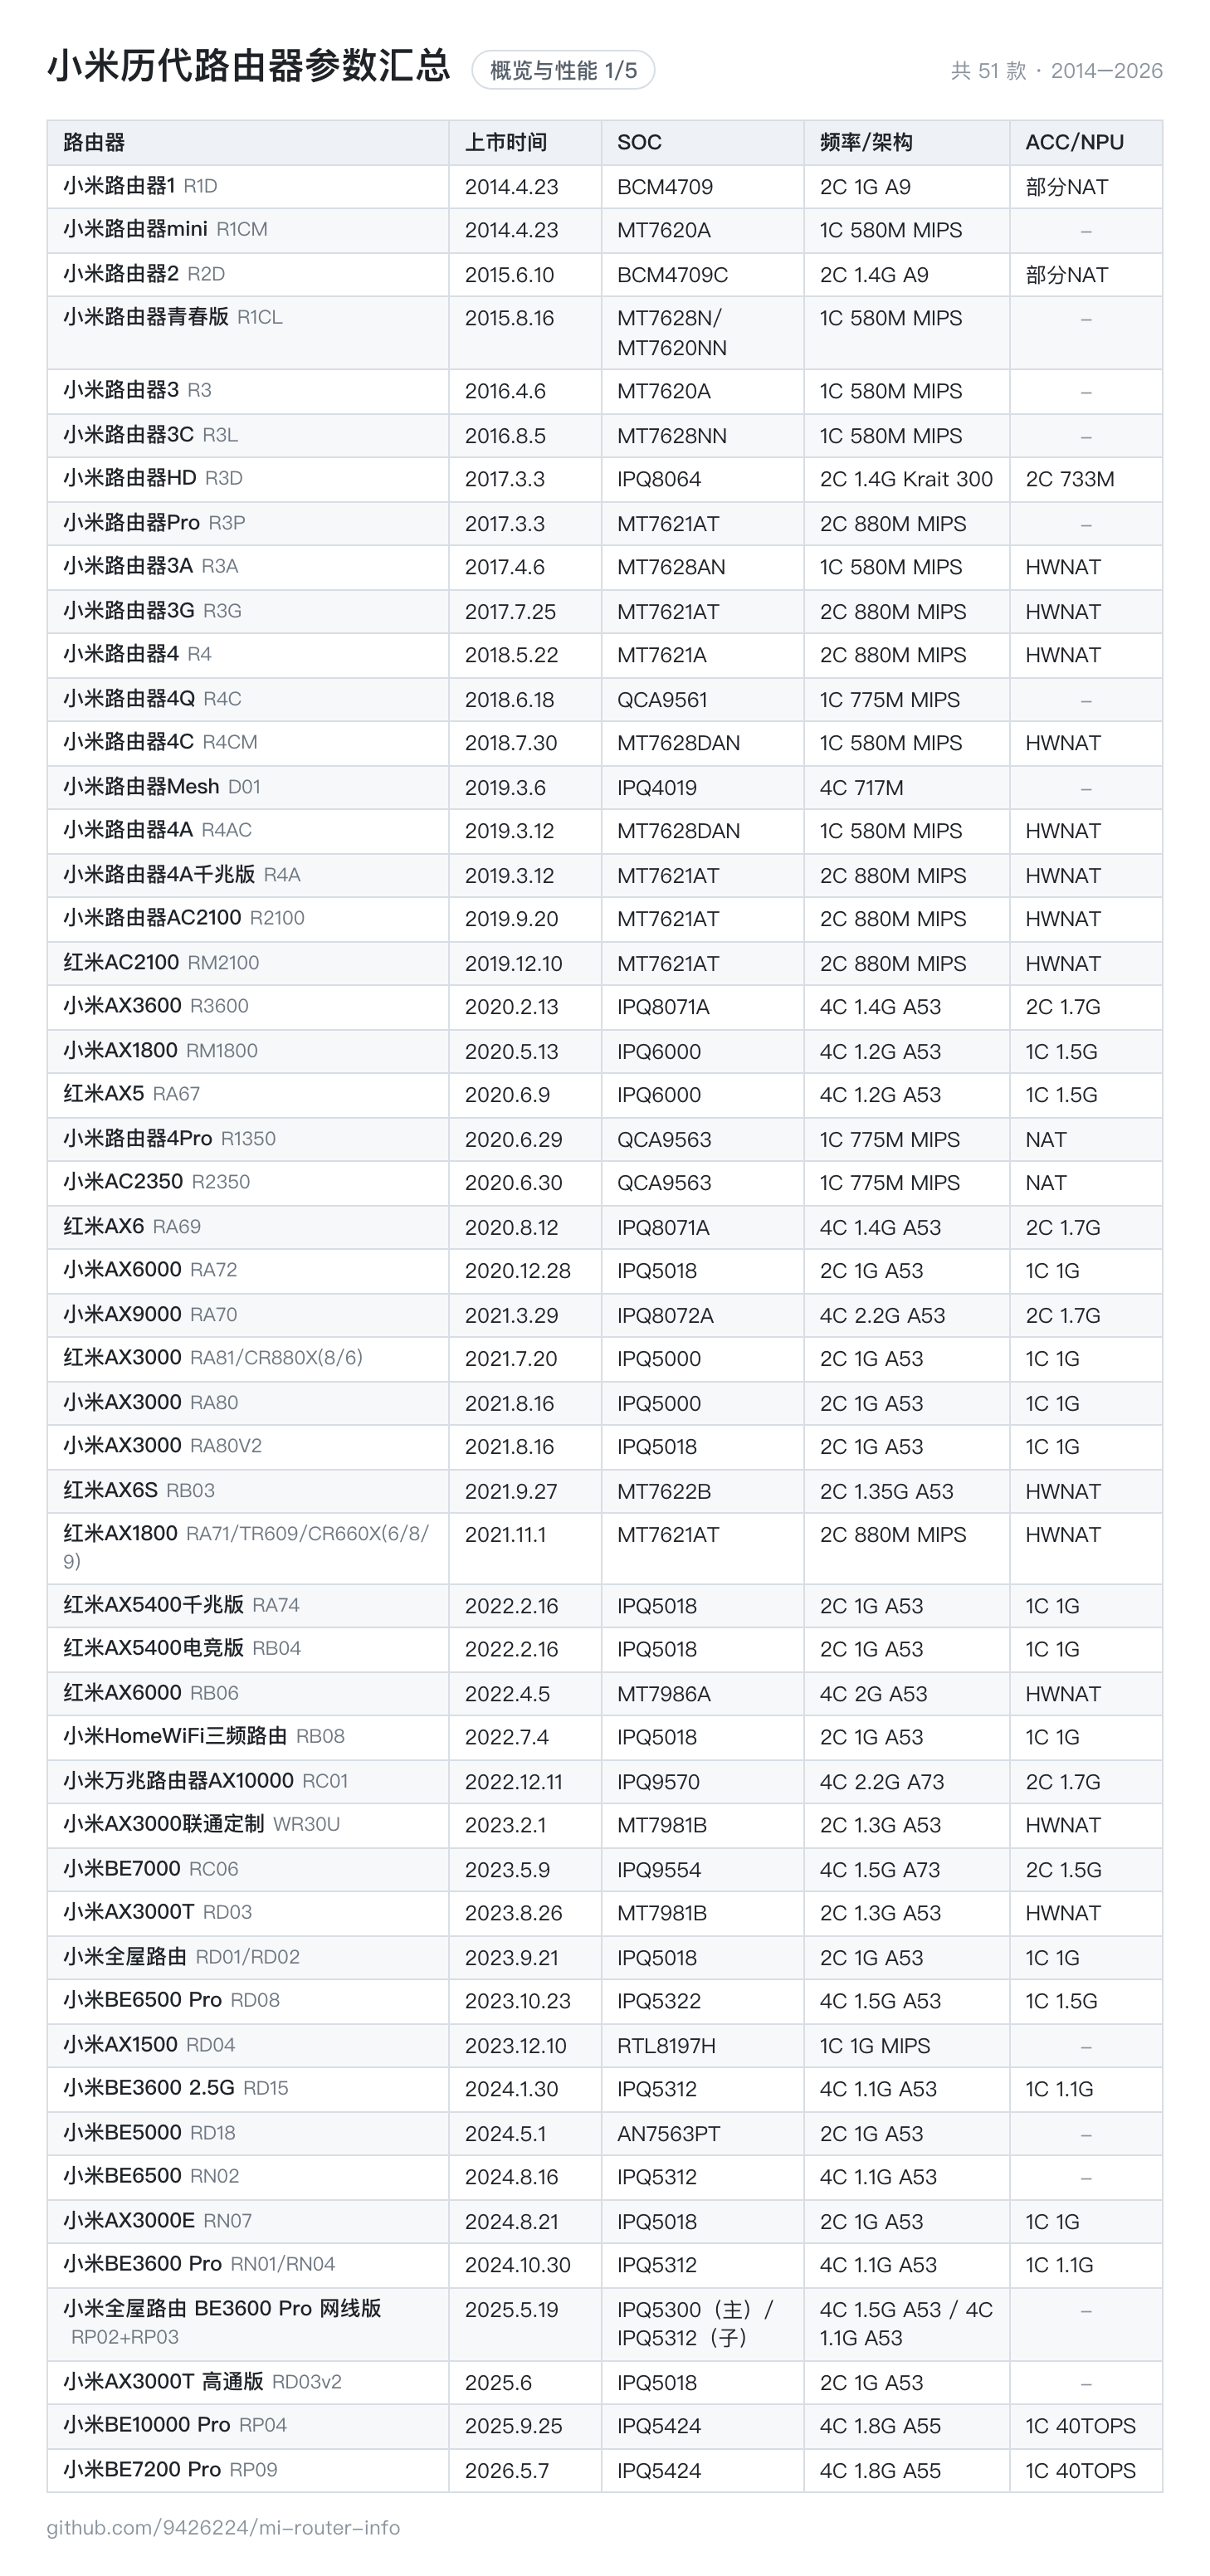 小米历代路由器参数汇总 概览与性能 1/5 共 51 款 · 2014—2026
路由器 上市时间 SOC 频率/架构 ACC/NPU
小米路由器1 R1D 2014.4.23 BCM4709 2C 1G A9 部分NAT
小米路由器mini R1CM 2014.4.23 MT7620A 1C 580M MIPS –
小米路由器2 R2D 2015.6.10 BCM4709C 2C 1.4G A9 部分NAT
小米路由器青春版 R1CL 2015.8.16 MT7628N/ 1C 580M MIPS –
MT7620NN
小米路由器3 R3 2016.4.6 MT7620A 1C 580M MIPS –
小米路由器3C R3L 2016.8.5 MT7628NN 1C 580M MIPS –
小米路由器HD R3D 2017.3.3 IPQ8064 2C 1.4G Krait 300 2C 733M
小米路由器Pro R3P 2017.3.3 MT7621AT 2C 880M MIPS –
小米路由器3A R3A 2017.4.6 MT7628AN 1C 580M MIPS HWNAT
小米路由器3G R3G 2017.7.25 MT7621AT 2C 880M MIPS HWNAT
小米路由器4 R4 2018.5.22 MT7621A 2C 880M MIPS HWNAT
小米路由器4Q R4C 2018.6.18 QCA9561 1C 775M MIPS –
小米路由器4C R4CM 2018.7.30 MT7628DAN 1C 580M MIPS HWNAT
小米路由器Mesh D01 2019.3.6 IPQ4019 4C 717M –
小米路由器4A R4AC 2019.3.12 MT7628DAN 1C 580M MIPS HWNAT
小米路由器4A千兆版 R4A 2019.3.12 MT7621AT 2C 880M MIPS HWNAT
小米路由器AC2100 R2100 2019.9.20 MT7621AT 2C 880M MIPS HWNAT
红米AC2100 RM2100 2019.12.10 MT7621AT 2C 880M MIPS HWNAT
小米AX3600 R3600 2020.2.13 IPQ8071A 4C 1.4G A53 2C 1.7G
小米AX1800 RM1800 2020.5.13 IPQ6000 4C 1.2G A53 1C 1.5G
红米AX5 RA67 2020.6.9 IPQ6000 4C 1.2G A53 1C 1.5G
小米路由器4Pro R1350 2020.6.29 QCA9563 1C 775M MIPS NAT
小米AC2350 R2350 2020.6.30 QCA9563 1C 775M MIPS NAT
红米AX6 RA69 2020.8.12 IPQ8071A 4C 1.4G A53 2C 1.7G
小米AX6000 RA72 2020.12.28 IPQ5018 2C 1G A53 1C 1G
小米AX9000 RA70 2021.3.29 IPQ8072A 4C 2.2G A53 2C 1.7G
红米AX3000 RA81/CR880X(8/6) 2021.7.20 IPQ5000 2C 1G A53 1C 1G
小米AX3000 RA80 2021.8.16 IPQ5000 2C 1G A53 1C 1G
小米AX3000 RA80V2 2021.8.16 IPQ5018 2C 1G A53 1C 1G
红米AX6S RB03 2021.9.27 MT7622B 2C 1.35G A53 HWNAT
红米AX1800 RA71/TR609/CR660X(6/8/ 2021.11.1 MT7621AT 2C 880M MIPS HWNAT
9)
红米AX5400千兆版 RA74 2022.2.16 IPQ5018 2C 1G A53 1C 1G
红米AX5400电竞版 RB04 2022.2.16 IPQ5018 2C 1G A53 1C 1G
红米AX6000 RB06 2022.4.5 MT7986A 4C 2G A53 HWNAT
小米HomeWiFi三频路由 RB08 2022.7.4 IPQ5018 2C 1G A53 1C 1G
小米万兆路由器AX10000 RC01 2022.12.11 IPQ9570 4C 2.2G A73 2C 1.7G
小米AX3000联通定制 WR30U 2023.2.1 MT7981B 2C 1.3G A53 HWNAT
小米BE7000 RC06 2023.5.9 IPQ9554 4C 1.5G A73 2C 1.5G
小米AX3000T RD03 2023.8.26 MT7981B 2C 1.3G A53 HWNAT
小米全屋路由 RD01/RD02 2023.9.21 IPQ5018 2C 1G A53 1C 1G
小米BE6500 Pro RD08 2023.10.23 IPQ5322 4C 1.5G A53 1C 1.5G
小米AX1500 RD04 2023.12.10 RTL8197H 1C 1G MIPS –
小米BE3600 2.5G RD15 2024.1.30 IPQ5312 4C 1.1G A53 1C 1.1G
小米BE5000 RD18 2024.5.1 AN7563PT 2C 1G A53 –
小米BE6500 RN02 2024.8.16 IPQ5312 4C 1.1G A53 –
小米AX3000E RN07 2024.8.21 IPQ5018 2C 1G A53 1C 1G
小米BE3600 Pro RN01/RN04 2024.10.30 IPQ5312 4C 1.1G A53 1C 1.1G
小米全屋路由 BE3600 Pro 网线版 2025.5.19 IPQ5300（主）/ 4C 1.5G A53 / 4C –
RP02+RP03 IPQ5312（子） 1.1G A53
小米AX3000T 高通版 RD03v2 2025.6 IPQ5018 2C 1G A53 –
小米BE10000 Pro RP04 2025.9.25 IPQ5424 4C 1.8G A55 1C 40TOPS
小米BE7200 Pro RP09 2026.5.7 IPQ5424 4C 1.8G A55 1C 40TOPS
github.com/9426224/mi-router-info